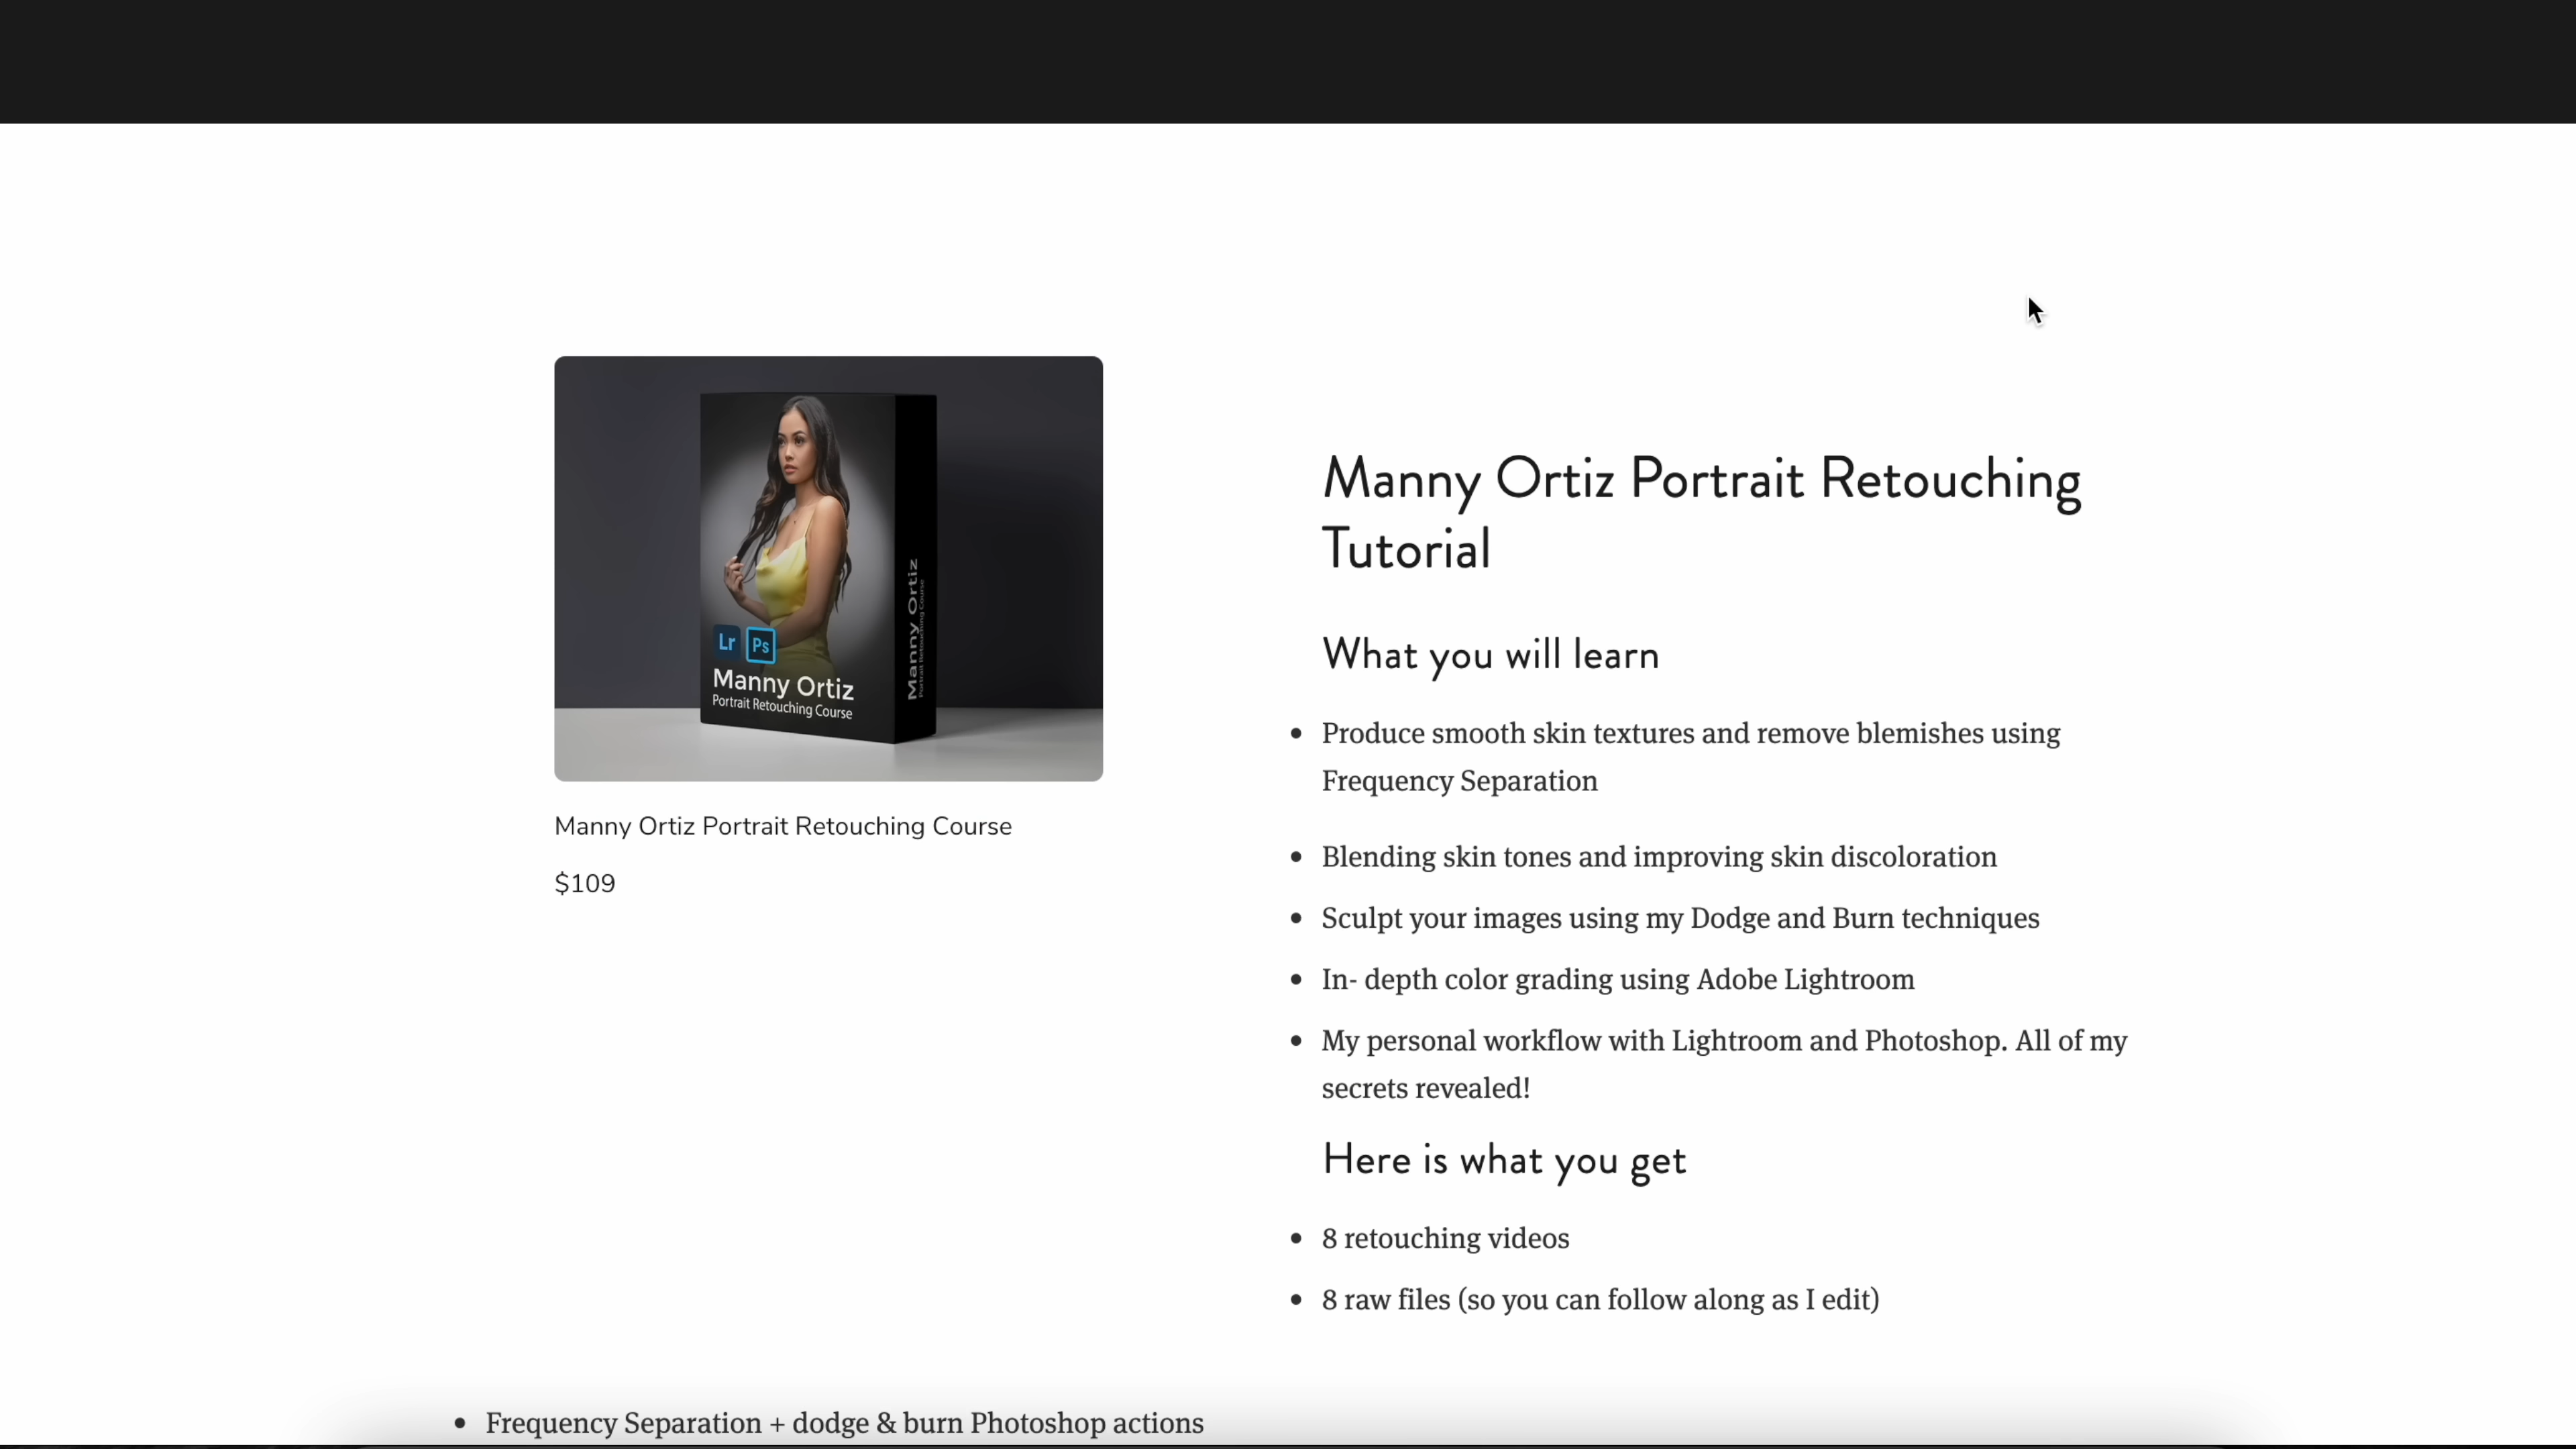 Lr Ps
Manny Ortiz
Portrait Retouching Course
Manny Ortiz
Portrait Retouching Course
Manny Ortiz Portrait Retouching Course
$109
Manny Ortiz Portrait Retouching
Tutorial
What you will learn
• Produce smooth skin textures and remove blemishes using
Frequency Separation
• Blending skin tones and improving skin discoloration
• Sculpt your images using my Dodge and Burn techniques
• In- depth color grading using Adobe Lightroom
• My personal workflow with Lightroom and Photoshop. All of my
secrets revealed!
Here is what you get
• 8 retouching videos
• 8 raw files (so you can follow along as I edit)
• Frequency Separation + dodge & burn Photoshop actions